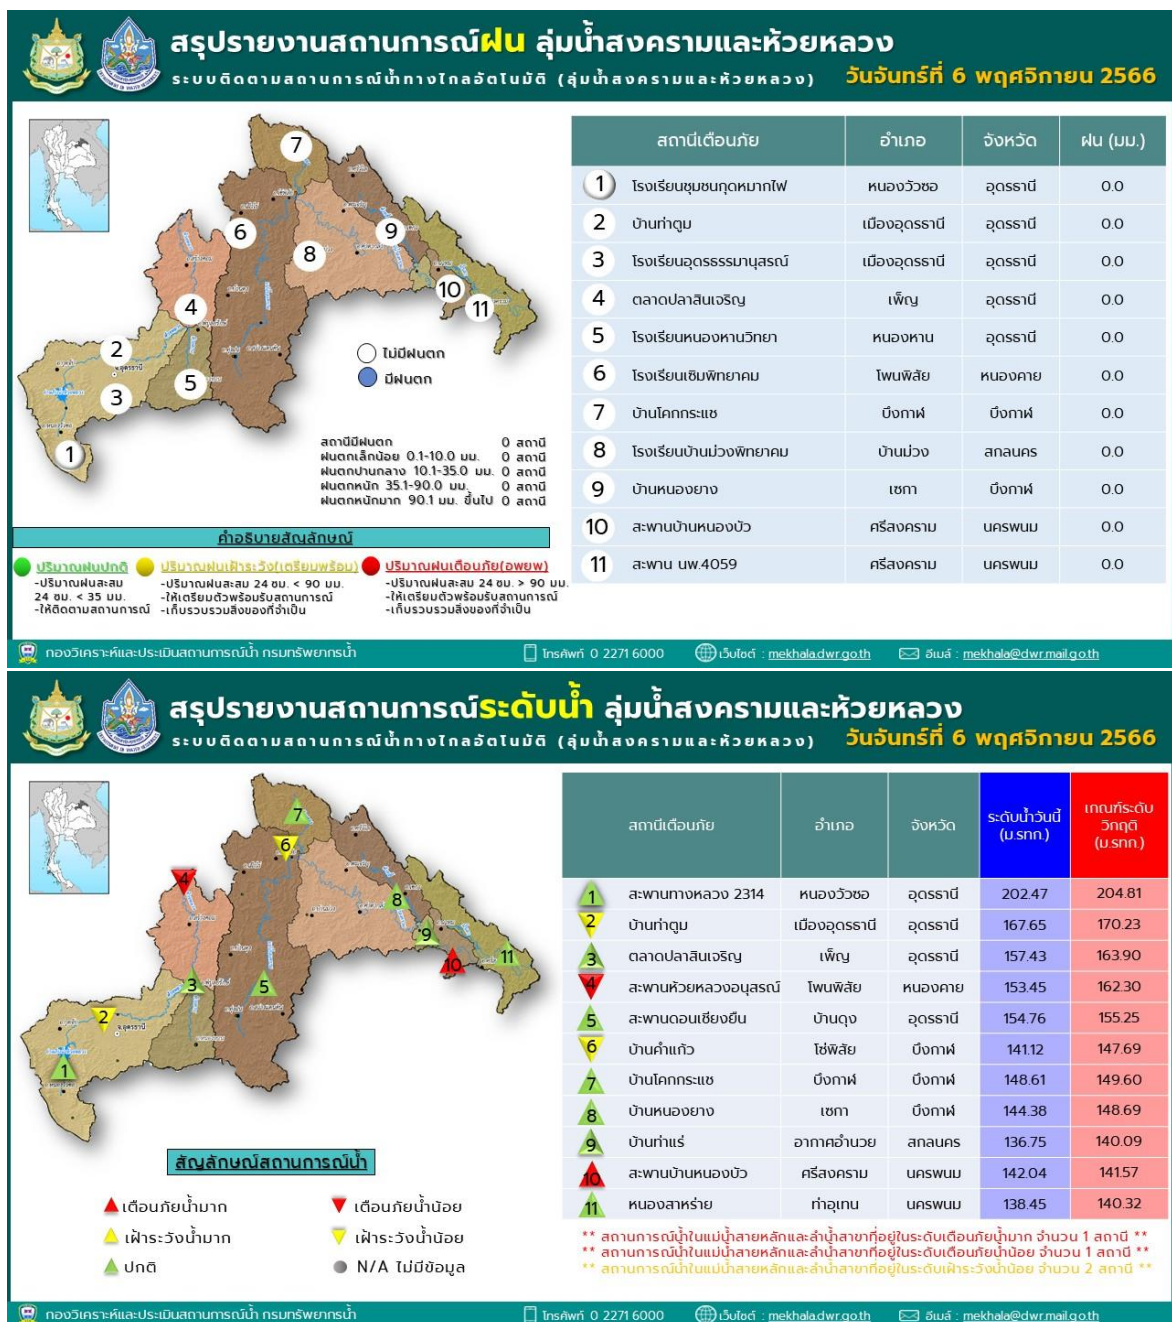 สรุปรายงานสถานการณ์ฝน ลุ่มน้ำสงครามและห้วยหลวง
ระบบติดตามสถานการณ์น้ำทางไกลอัตโนมัติ (ลุ่มน้ำสงครามและห้วยหลวง) วันจันทร์ที่ 6 พฤศจิกายน 2566
สถานีเตือนภัย อำเภอ จังหวัด ฝน (มม.)
1 โรงเรียนชุมชนกุดหมากไฟ หนองวัวซอ อุดรธานี 0.0
2 บ้านท่าตูม เมืองอุดรธานี อุดรธานี 0.0
3 โรงเรียนอุดรธรรมานุสรณ์ เมืองอุดรธานี อุดรธานี 0.0
4 ตลาดปลาสินเจริญ เพ็ญ อุดรธานี 0.0
5 โรงเรียนหนองหานวิทยา หนองหาน อุดรธานี 0.0
6 โรงเรียนเซิมพิทยาคม โพนพิสัย หนองคาย 0.0
7 บ้านโคกกระแซ บึงกาฬ บึงกาฬ 0.0
8 โรงเรียนบ้านม่วงพิทยาคม บ้านม่วง สกลนคร 0.0
9 บ้านหนองยาง เซกา บึงกาฬ 0.0
10 สะพานบ้านหนองบัว ศรีสงคราม นครพนม 0.0
11 สะพาน นพ.4059 ศรีสงคราม นครพนม 0.0
7
6
9
8
10
4
11
2
5
3
1
อ.อุดรธานี
ไม่มีฝนตก
มีฝนตก
สถานีมีฝนตก 0 สถานี
ฝนตกเล็กน้อย 0.1-10.0 มม. 0 สถานี
ฝนตกปานกลาง 10.1-35.0 มม. 0 สถานี
ฝนตกหนัก 35.1-90.0 มม. 0 สถานี
ฝนตกหนักมาก 90.1 มม. ขึ้นไป 0 สถานี
คำอธิบายสัญลักษณ์
ปริมาณฝนปกติ ปริมาณฝนเฝ้าระวัง(เตรียมพร้อม) ปริมาณฝนเตือนภัย(อพยพ)
-ปริมาณฝนสะสม -ปริมาณฝนสะสม 24 ชม. < 90 มม. -ปริมาณฝนสะสม 24 ชม. > 90 มม.
24 ชม. < 35 มม. -ให้เตรียมตัวพร้อมรับสถานการณ์ -ให้เตรียมตัวพร้อมรับสถานการณ์
-ให้ติดตามสถานการณ์ -เก็บรวบรวมสิ่งของที่จำเป็น -เก็บรวบรวมสิ่งของที่จำเป็น
กองวิเคราะห์และประเมินสถานการณ์น้ำ กรมทรัพยากรน้ำ โทรศัพท์ 0 2271 6000 เว็บไซต์ : mekhala.dwr.go.th อีเมล์ : mekhala@dwr.mail.go.th
สรุปรายงานสถานการณ์ระดับน้ำ ลุ่มน้ำสงครามและห้วยหลวง
ระบบติดตามสถานการณ์น้ำทางไกลอัตโนมัติ (ลุ่มน้ำสงครามและห้วยหลวง) วันจันทร์ที่ 6 พฤศจิกายน 2566
สถานีเตือนภัย อำเภอ จังหวัด ระดับน้ำวันนี้ (ม.รทก.) เกณฑ์ระดับวิกฤติ (ม.รทก.)
1 สะพานทางหลวง 2314 หนองวัวซอ อุดรธานี 202.47 204.81
2 บ้านท่าตูม เมืองอุดรธานี อุดรธานี 167.65 170.23
3 ตลาดปลาสินเจริญ เพ็ญ อุดรธานี 157.43 163.90
4 สะพานห้วยหลวงอนุสรณ์ โพนพิสัย หนองคาย 153.45 162.30
5 สะพานดอนเชียงยืน บ้านดุง อุดรธานี 154.76 155.25
6 บ้านคำแก้ว โซ่พิสัย บึงกาฬ 141.12 147.69
7 บ้านโคกกระแซ บึงกาฬ บึงกาฬ 148.61 149.60
8 บ้านหนองยาง เซกา บึงกาฬ 144.38 148.69
9 บ้านท่าแร่ อากาศอำนวย สกลนคร 136.75 140.09
10 สะพานบ้านหนองบัว ศรีสงคราม นครพนม 142.04 141.57
11 หนองสาหร่าย ท่าอุเทน นครพนม 138.45 140.32
7
6
4
8
9
11
10
3
5
2
1
อ.อุดรธานี
สัญลักษณ์สถานการณ์น้ำ
เตือนภัยน้ำมาก เตือนภัยน้ำน้อย
เฝ้าระวังน้ำมาก เฝ้าระวังน้ำน้อย
ปกติ N/A ไม่มีข้อมูล
** สถานการณ์น้ำในแม่น้ำสายหลักและลำน้ำสาขาที่อยู่ในระดับเตือนภัยน้ำมาก จำนวน 1 สถานี **
** สถานการณ์น้ำในแม่น้ำสายหลักและลำน้ำสาขาที่อยู่ในระดับเตือนภัยน้ำน้อย จำนวน 1 สถานี **
** สถานการณ์น้ำในแม่น้ำสายหลักและลำน้ำสาขาที่อยู่ในระดับเฝ้าระวังน้ำน้อย จำนวน 2 สถานี **
กองวิเคราะห์และประเมินสถานการณ์น้ำ กรมทรัพยากรน้ำ โทรศัพท์ 0 2271 6000 เว็บไซต์ : mekhala.dwr.go.th อีเมล์ : mekhala@dwr.mail.go.th